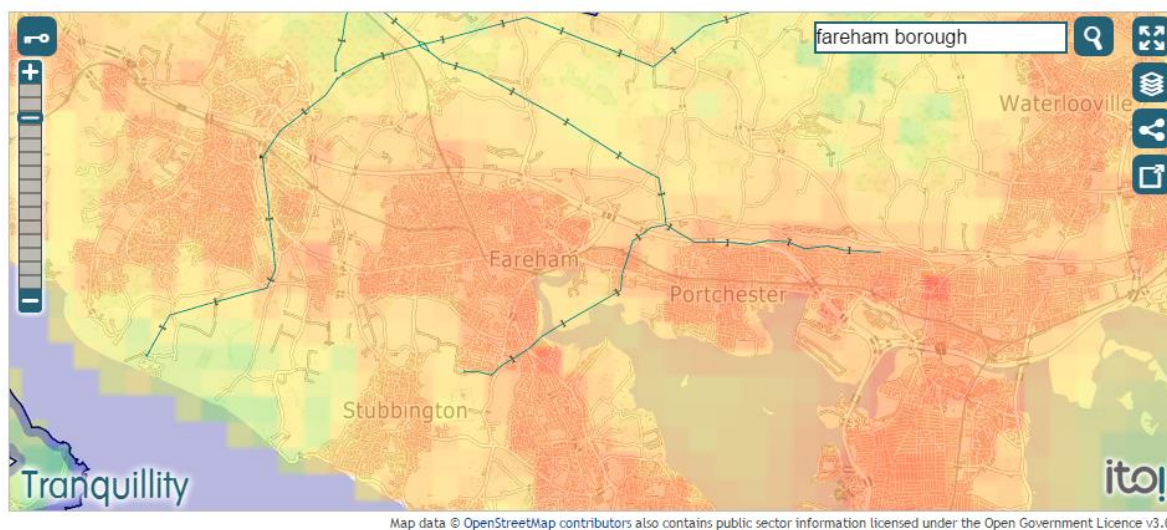 fareham borough
Waterlooville
Fareham
Portchester
Stubbington
Tranquillity
ito!
Map data © OpenStreetMap contributors also contains public sector information licensed under the Open Government Licence v3.